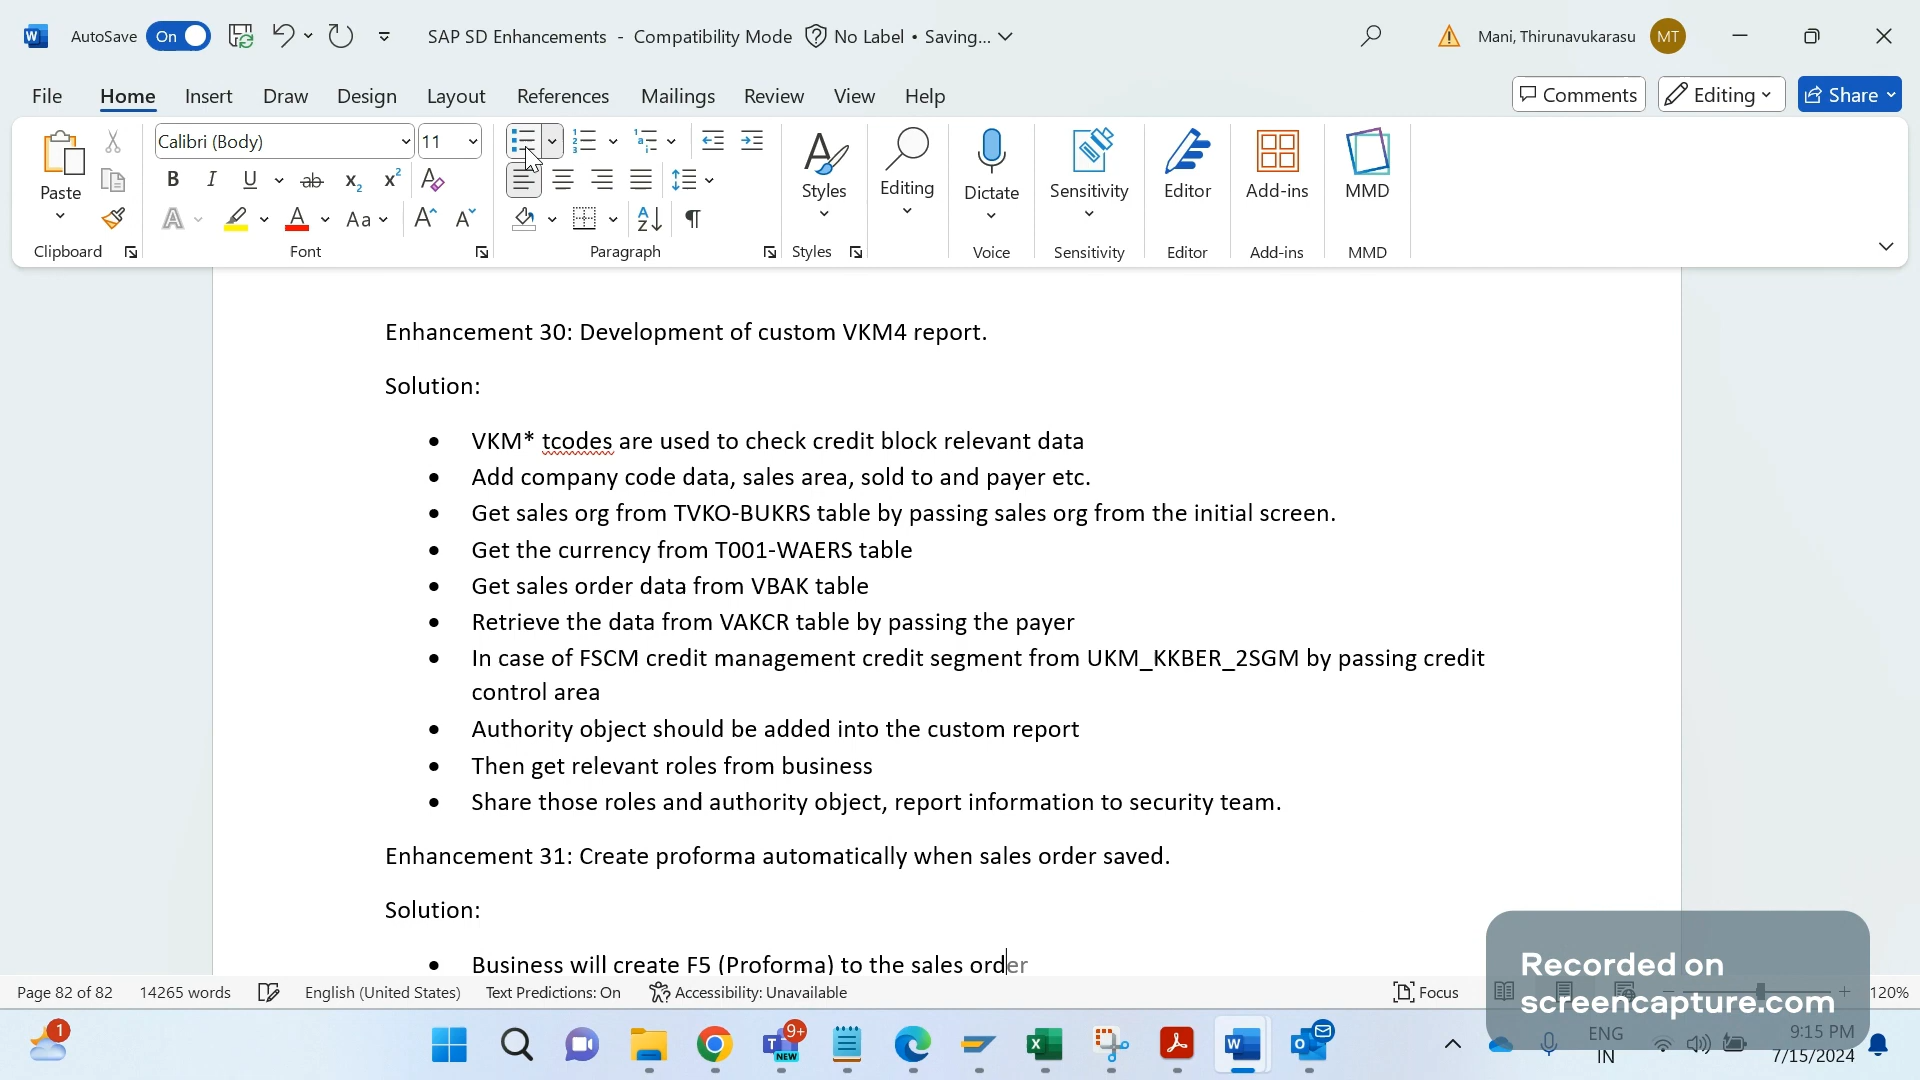 AutoSave On SAP SD Enhancements - Compatibility Mode No Label • Saving... Mani, Thirunavukarasu MT
File Home Insert Draw Design Layout References Mailings Review View Help Comments Editing Share
Calibri (Body) 11
Paste Styles Editing Dictate Sensitivity Editor Add-ins MMD
Clipboard Font Paragraph Styles Voice Sensitivity Editor Add-ins MMD
Enhancement 30: Development of custom VKM4 report.
Solution:
• VKM* tcodes are used to check credit block relevant data
• Add company code data, sales area, sold to and payer etc.
• Get sales org from TVKO-BUKRS table by passing sales org from the initial screen.
• Get the currency from T001-WAERS table
• Get sales order data from VBAK table
• Retrieve the data from VAKCR table by passing the payer
• In case of FSCM credit management credit segment from UKM_KKBER_2SGM by passing credit
control area
• Authority object should be added into the custom report
• Then get relevant roles from business
• Share those roles and authority object, report information to security team.
Enhancement 31: Create proforma automatically when sales order saved.
Solution:
• Business will create F5 (Proforma) to the sales order
Recorded on
screencapture.com
Page 82 of 82 14265 words English (United States) Text Predictions: On Accessibility: Unavailable Focus 120%
1 9+ NEW ENG
IN
9:15 PM
7/15/2024